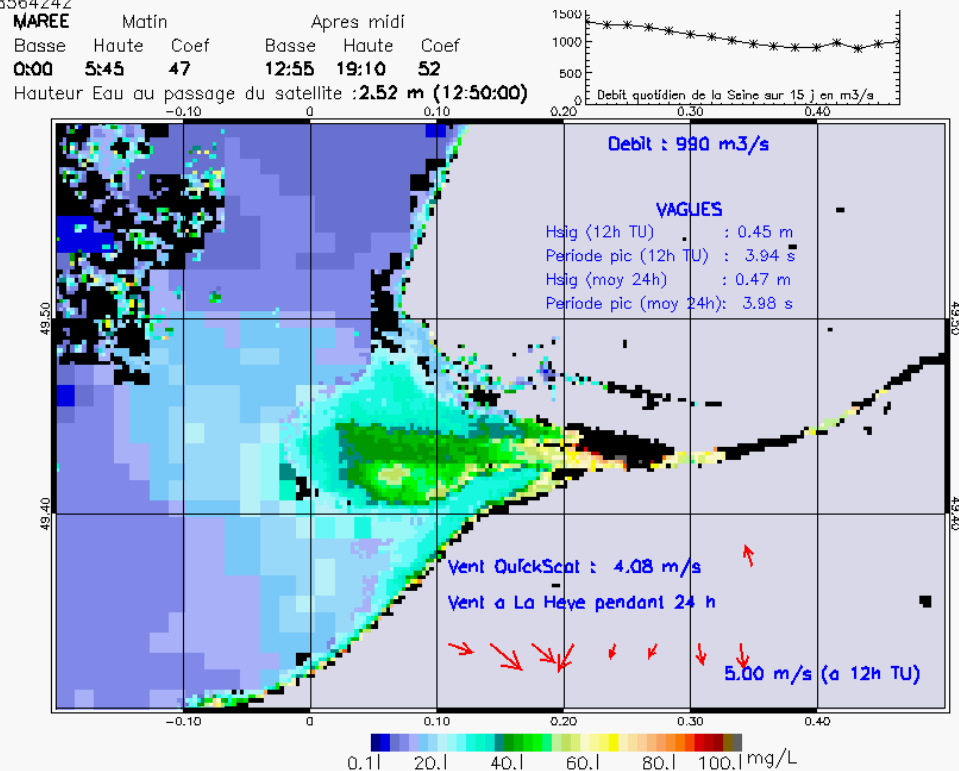 MAREE Matin Apres midi
Basse Haute Coef Basse Haute Coef
0:00 5:45 47 12:55 19:10 52
Hauteur Eau au passage du satellite :2.52 m (12:50:00)
1500
1000
500
0
Debit quotidien de la Seine sur 15 j en m3/s
-0.10 0 0.10 0.20 0.30 0.40
Debit : 990 m3/s
VAGUES
Hsig (12h TU) : 0.45 m
Periode pic (12h TU) : 3.94 s
Hsig (moy 24h) : 0.47 m
Periode pic (moy 24h): 3.98 s
49.50 49.50
49.40 49.40
Vent QuickScat : 4.08 m/s
Vent a La Heve pendant 24 h
5.00 m/s (a 12h TU)
-0.10 0 0.10 0.20 0.30 0.40
0.1 20. 40. 60. 80. 100. mg/L